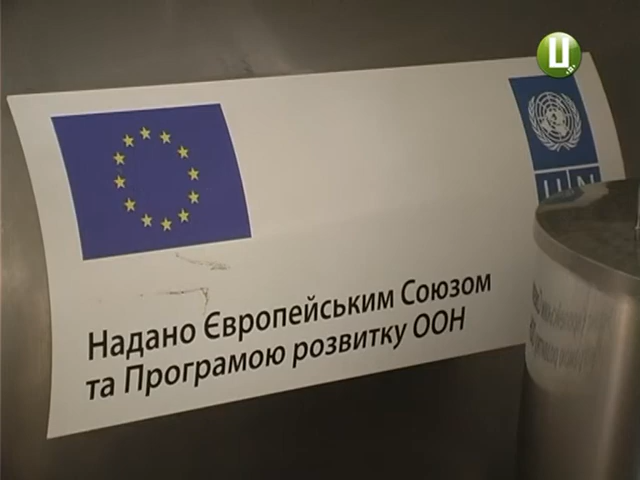 Ц
UN
Надано Європейським Союзом
та Програмою розвитку ООН